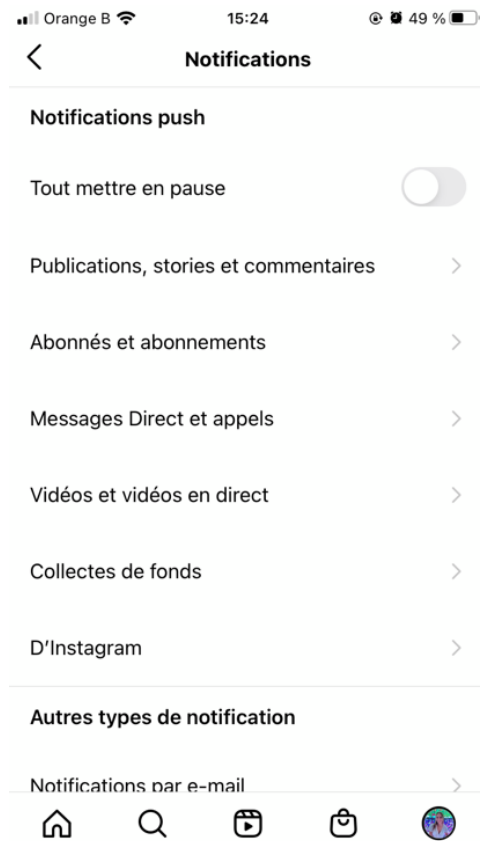 Orange B 15:24 49 %
Notifications
Notifications push
Tout mettre en pause
Publications, stories et commentaires
Abonnés et abonnements
Messages Direct et appels
Vidéos et vidéos en direct
Collectes de fonds
D'Instagram
Autres types de notification
Notifications par e-mail